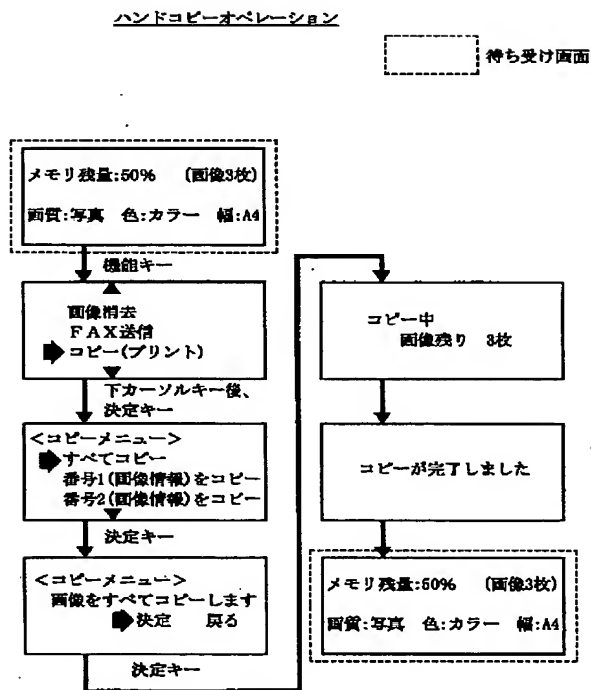 ハンドコピーオペレーション
待ち受け画面
メモリ残量:50% (画像3枚)
画質:写真 色:カラー 幅:A4
機能キー
画像消去
FAX送信
コピー(プリント)
下カーソルキー後、
決定キー
<コピーメニュー>
すべてコピー
番号1(画像情報)をコピー
番号2(画像情報)をコピー
決定キー
<コピーメニュー>
画像をすべてコピーします
決定 戻る
決定キー
コピー中
画像残り 3枚
コピーが完了しました
メモリ残量:50% (画像3枚)
画質:写真 色:カラー 幅:A4